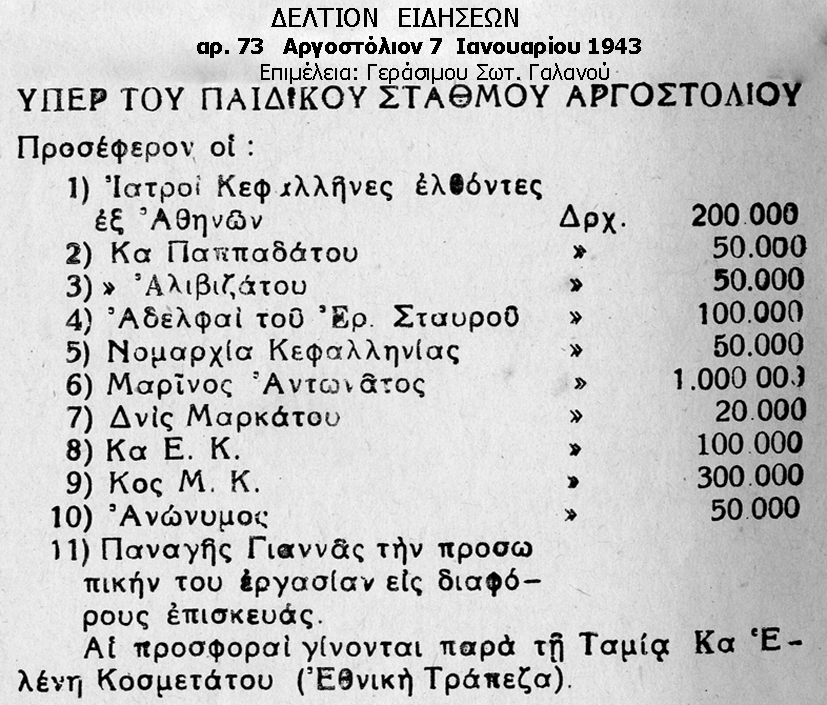 ΔΕΛΤΙΟΝ ΕΙΔΗΣΕΩΝ
αρ. 73 Αργοστόλιον 7 Ιανουαρίου 1943
Επιμέλεια: Γεράσιμου Σωτ. Γαλανού
ΥΠΕΡ ΤΟΥ ΠΑΙΔΙΚΟΥ ΣΤΑΘΜΟΥ ΑΡΓΟΣΤΟΛΙΟΥ
Προσέφερον οἱ :
1) Ἰατροί Κεφαλλῆνες ἐλθόντες
ἐξ Ἀθηνῶν Δρχ. 200.000
2) Κα Παππαδάτου » 50.000
3) » Ἀλιβιζάτου » 50.000
4) Ἀδελφαὶ τοῦ Ἐρ. Σταυροῦ » 100.000
5) Νομαρχία Κεφαλληνίας » 50.000
6) Μαρῖνος Ἀντωνᾶτος » 1.000 000
7) Δνὶς Μαρκάτου » 20.000
8) Κα Ε. Κ. » 100.000
9) Κος Μ. Κ. » 300.000
10) Ἀνώνυμος » 50.000
11) Παναγῆς Γιαννᾶς τὴν προσω
πικήν του ἐργασίαν εἰς διαφό-
ρους ἐπισκευάς.
Αἱ προσφοραὶ γίνονται παρὰ τῇ Ταμίᾳ Κα Ἑ-
λένῃ Κοσμετάτου (Ἐθνικὴ Τράπεζα).